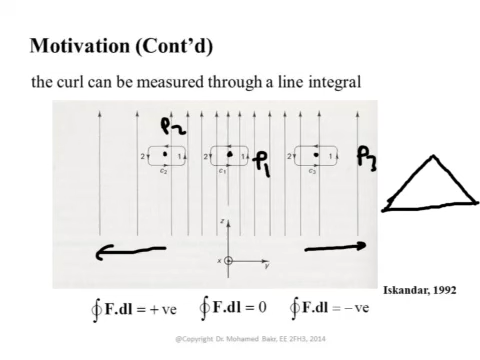 Motivation (Cont'd)
the curl can be measured through a line integral
P2
2 1 2 1 P1 2 1 P3
c₂ c₁ c₃
z
x y
Iskandar, 1992
∮F.dl = +ve ∮F.dl = 0 ∮F.dl = −ve
@Copyright Dr. Mohamed Bakr, EE 2FH3, 2014